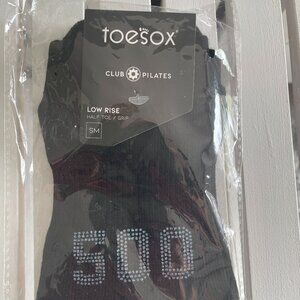 toesox
CLUB PILATES
LOW RISE
HALF TOE / GRIP
SM
500